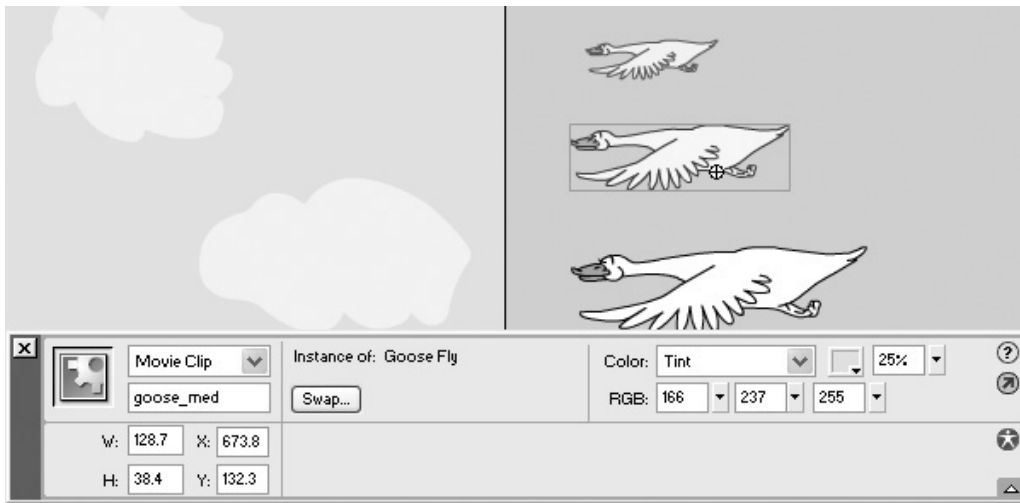 Movie Clip
Instance of: Goose Fly
Color: Tint 25%
goose_med
Swap...
RGB: 166 237 255
W: 128.7 X: 673.8
H: 38.4 Y: 132.3
?